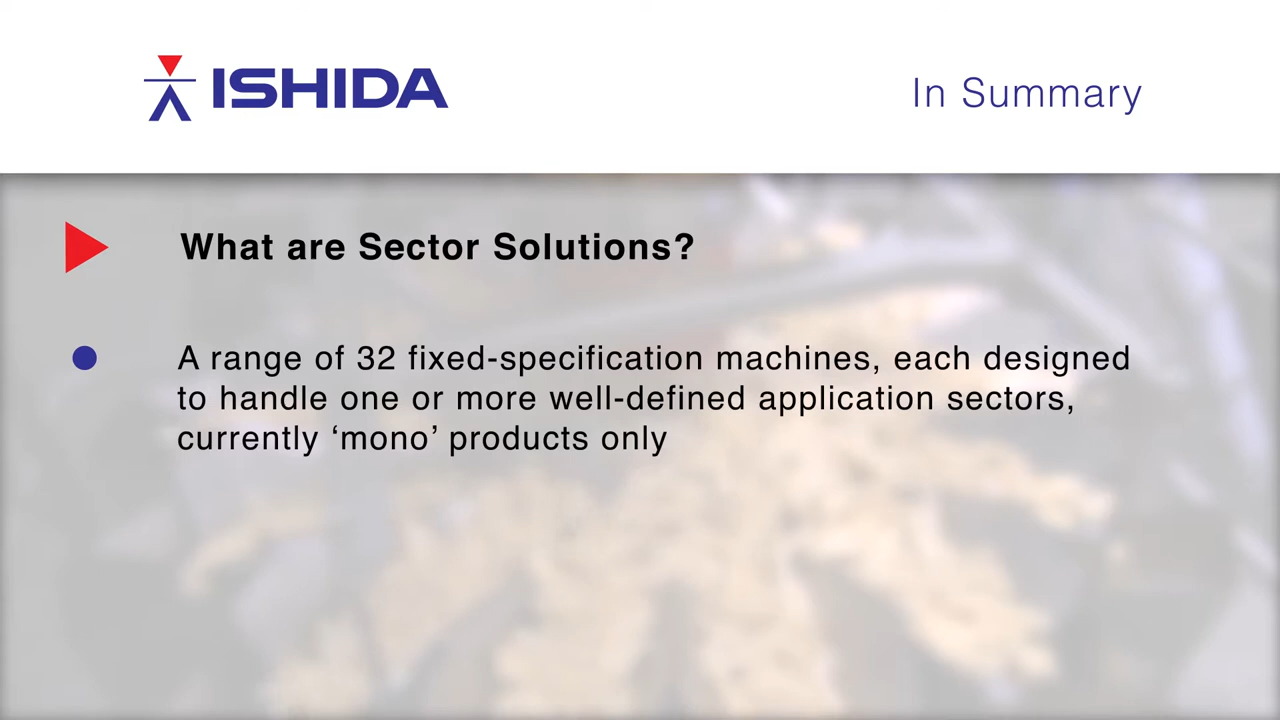 ISHIDA
In Summary
What are Sector Solutions?
A range of 32 fixed-specification machines, each designed
to handle one or more well-defined application sectors,
currently ‘mono’ products only